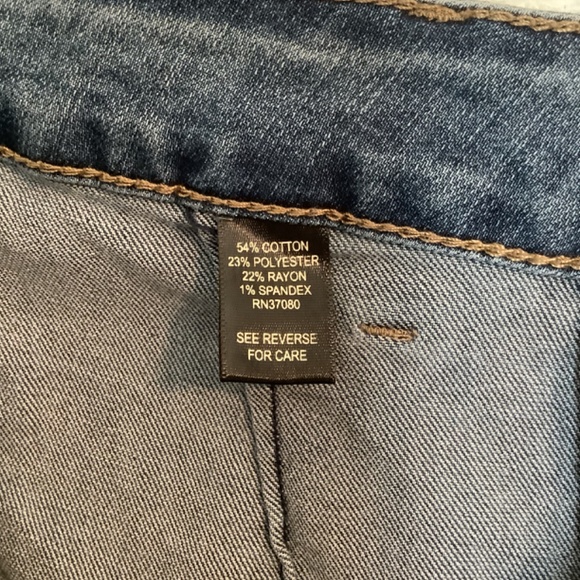 54% COTTON
23% POLYESTER
22% RAYON
1% SPANDEX
RN37080
SEE REVERSE
FOR CARE